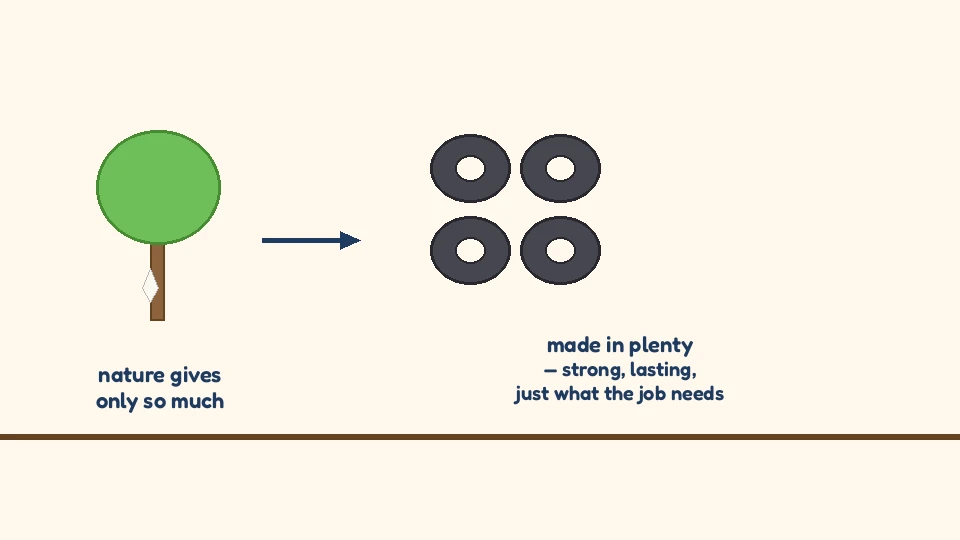 nature gives
only so much
made in plenty
– strong, lasting,
just what the job needs